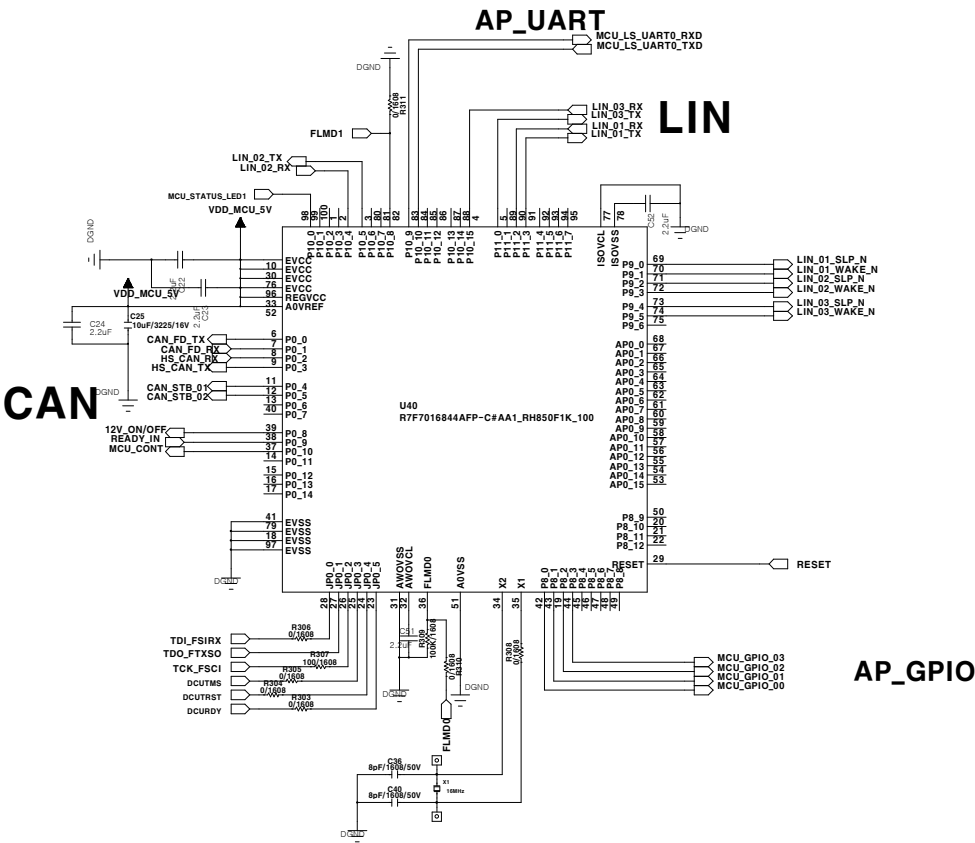 AP_UART
MCU_LS_UART0_RXD
MCU_LS_UART0_TXD
DGND
0/1608
R311
FLMD1
LIN_03_RX
LIN_03_TX
LIN_01_RX
LIN_01_TX
LIN
LIN_02_TX
LIN_02_RX
MCU_STATUS_LED1
VDD_MCU_5V
DGND
98 99 100 1 2 3 80 81 82 83 84 85 86 87 88 4 5 89 90 91 92 93 94 95 77 78
P10_0 P10_1 P10_2 P10_3 P10_4 P10_5 P10_6 P10_7 P10_8 P10_9 P10_10 P10_11 P10_12 P10_13 P10_14 P10_15 P11_0 P11_1 P11_2 P11_3 P11_4 P11_5 P11_6 P11_7 ISOVCL ISOVSS
C52
2.2uF
DGND
10 EVCC
30 EVCC
76 EVCC
96 EVCC
33 REGVCC
52 A0VREF
C22
2.2uF
C23
VDD_MCU_5V
C24
2.2uF
C25
10uF/3225/16V
DGND
CAN
CAN_FD_TX 6 P0_0
CAN_FD_RX 7 P0_1
HS_CAN_RX 8 P0_2
HS_CAN_TX 9 P0_3
CAN_STB_01 11 P0_4
CAN_STB_02 12 P0_5
13 P0_6
40 P0_7
12V_ON/OFF 39 P0_8
READY_IN 38 P0_9
MCU_CONT 37 P0_10
14 P0_11
15 P0_12
16 P0_13
17 P0_14
41 EVSS
79 EVSS
18 EVSS
97 EVSS
DGND
U40
R7F7016844AFP-C#AA1_RH850F1K_100
P9_0 69 LIN_01_SLP_N
P9_1 70 LIN_01_WAKE_N
P9_2 71 LIN_02_SLP_N
P9_3 72 LIN_02_WAKE_N
P9_4 73 LIN_03_SLP_N
P9_5 74 LIN_03_WAKE_N
P9_6 75
AP0_0 68
AP0_1 67
AP0_2 66
AP0_3 65
AP0_4 64
AP0_5 63
AP0_6 62
AP0_7 61
AP0_8 60
AP0_9 59
AP0_10 58
AP0_11 57
AP0_12 56
AP0_13 55
AP0_14 54
AP0_15 53
P8_9 50
P8_10 20
P8_11 21
P8_12 22
RESET 29 RESET
JP0_0 JP0_1 JP0_2 JP0_3 JP0_4 JP0_5 AWOVSS AWOVCL FLMD0 A0VSS X2 X1 P8_0 P8_1 P8_2 P8_3 P8_4 P8_5 P8_6 P8_7 P8_8
28 27 26 25 24 23 31 32 36 51 34 35 42 43 19 44 45 46 47 48 49
TDI_FSIRX
R306
0/1608
TDO_FTXSO
R307
100/1608
TCK_FSCI
R305
0/1608
DCUTMS
R304
0/1608
DCUTRST
R303
0/1608
DCURDY
C51
2.2uF
R309
100K/1608
0/1608
R310
R308
0/1608
DGND
DGND
FLMD0
MCU_GPIO_03
MCU_GPIO_02
MCU_GPIO_01
MCU_GPIO_00
AP_GPIO
C36
8pF/1608/50V
C40
8pF/1608/50V
X1
16MHz
DGND